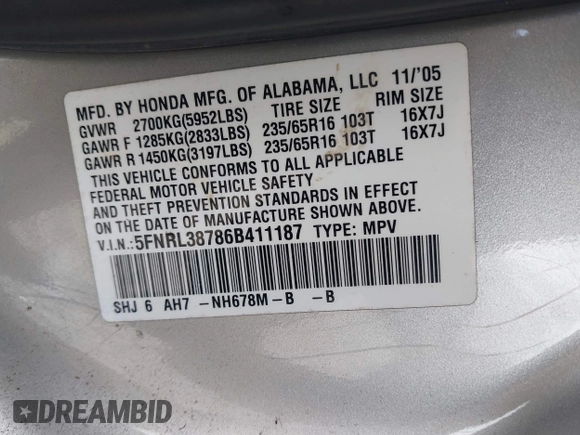 MFD. BY HONDA MFG. OF ALABAMA, LLC 11/'05
GVWR 2700KG(5952LBS) TIRE SIZE RIM SIZE
GAWR F 1285KG(2833LBS) 235/65R16 103T 16X7J
GAWR R 1450KG(3197LBS) 235/65R16 103T 16X7J
THIS VEHICLE CONFORMS TO ALL APPLICABLE
FEDERAL MOTOR VEHICLE SAFETY
AND THEFT PREVENTION STANDARDS IN EFFECT ON THE
DATE OF MANUFACTURE SHOWN ABOVE.
V.I.N.:5FNRL38786B411187 TYPE: MPV
SHJ 6 AH7 -NH678M-B -B
DREAMBID